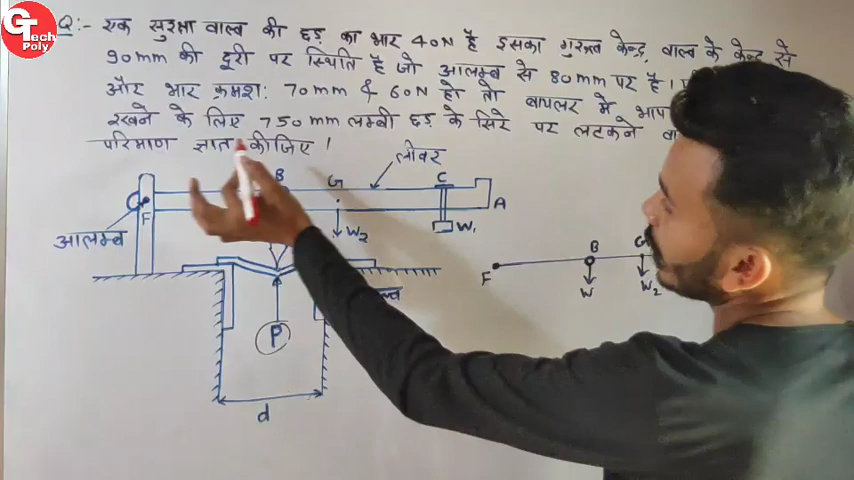 GT
Tech
Poly
Q:- एक सुरक्षा वाल्व की छड़ का भार 40N है इसका गुरुत्व केन्द्र, वाल्व के केन्द्र से
90mm की दूरी पर स्थिति है जो आलम्ब से 80mm पर है।
और भार क्रमश: 70mm & 60N हो तो बायलर में भाप
रखने के लिए 750mm लम्बी छड़ के सिरे पर लटकने
परिमाण ज्ञात कीजिए!
लीवर
B
G
C
F
A
W2
W1
आलम्ब
P
d
F
B
G
W
W2